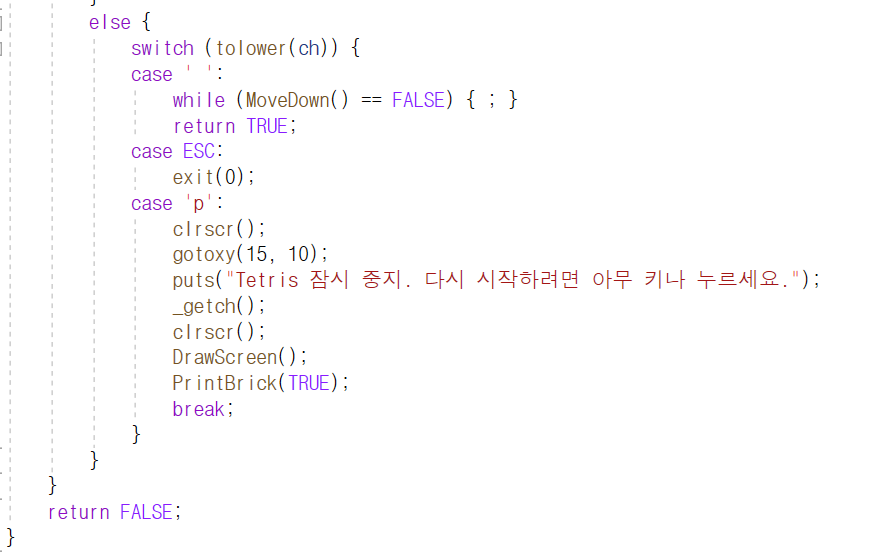 }
else {
switch (tolower(ch)) {
case ' ':
while (MoveDown() == FALSE) { ; }
return TRUE;
case ESC:
exit(0);
case 'p':
clrscr();
gotoxy(15, 10);
puts("Tetris 잠시 중지. 다시 시작하려면 아무 키나 누르세요.");
_getch();
clrscr();
DrawScreen();
PrintBrick(TRUE);
break;
}
}
}
return FALSE;
}